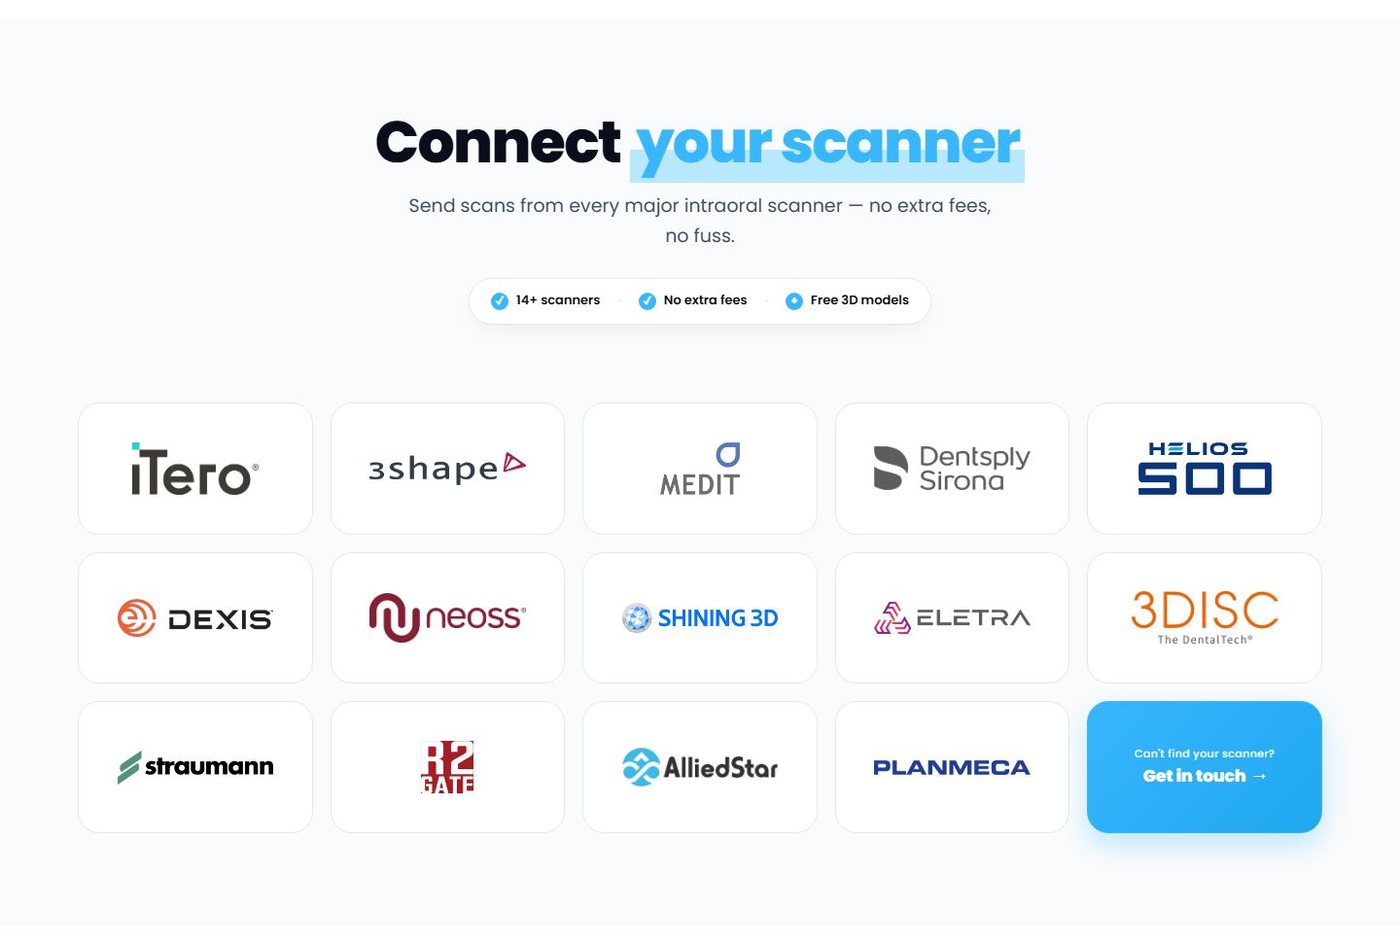 Connect your scanner
Send scans from every major intraoral scanner — no extra fees,
no fuss.
14+ scanners · No extra fees · Free 3D models
iTero®
3shape
MEDIT
Dentsply
Sirona
HELIOS
500
DEXIS
neoss®
SHINING 3D
ELETRA
3DISC
The DentalTech®
straumann
R2
GATE
AlliedStar
PLANMECA
Can't find your scanner?
Get in touch →